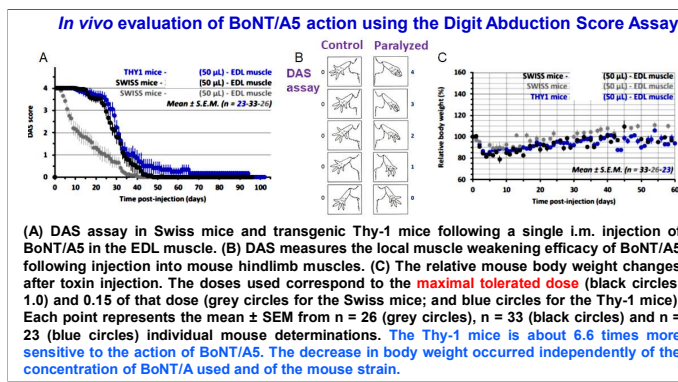 In vivo evaluation of BoNT/A5 action using the Digit Abduction Score Assay
A
THY1 mice - (50 µL) - EDL muscle
SWISS mice - : (50 µL) - EDL muscle
SWISS mice - (50 µL) - EDL muscle
Mean ± S.E.M. (n = 23-33-26)
DAS score
5
4
3
2
1
0
0 10 20 30 40 50 60 70 80 90 100
Time post-injection (days)
B
Control Paralyzed
DAS
assay
0 4
0 3
0 2
0 1
0 0
C
SWISS mice - (50 µL) - EDL muscle
SWISS mice (50 µL) - EDL muscle
THY1 mice (50 µL) - EDL muscle
Mean ± S.E.M. (n = 33-26-23)
Relative body weight (%)
160
140
120
100
80
60
0 10 20 30 40 50 60
Time post-injection (days)
(A) DAS assay in Swiss mice and transgenic Thy-1 mice following a single i.m. injection of
BoNT/A5 in the EDL muscle. (B) DAS measures the local muscle weakening efficacy of BoNT/A5
following injection into mouse hindlimb muscles. (C) The relative mouse body weight changes
after toxin injection. The doses used correspond to the maximal tolerated dose (black circles
1.0) and 0.15 of that dose (grey circles for the Swiss mice; and blue circles for the Thy-1 mice)
Each point represents the mean ± SEM from n = 26 (grey circles), n = 33 (black circles) and n =
23 (blue circles) individual mouse determinations. The Thy-1 mice is about 6.6 times more
sensitive to the action of BoNT/A5. The decrease in body weight occurred independently of the
concentration of BoNT/A used and of the mouse strain.